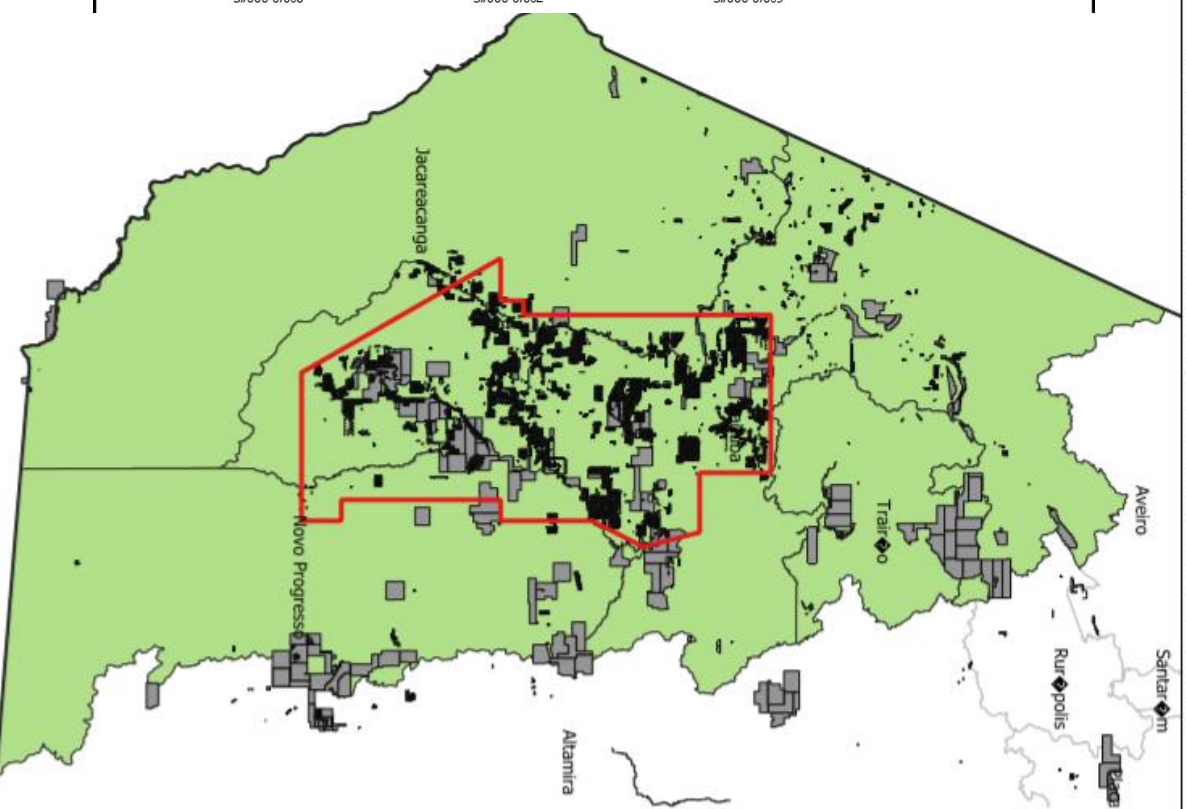 Jacareacanga
Aveiro
Trair�o
Novo Progresso
Rur�polis
Santar�m
Altamira